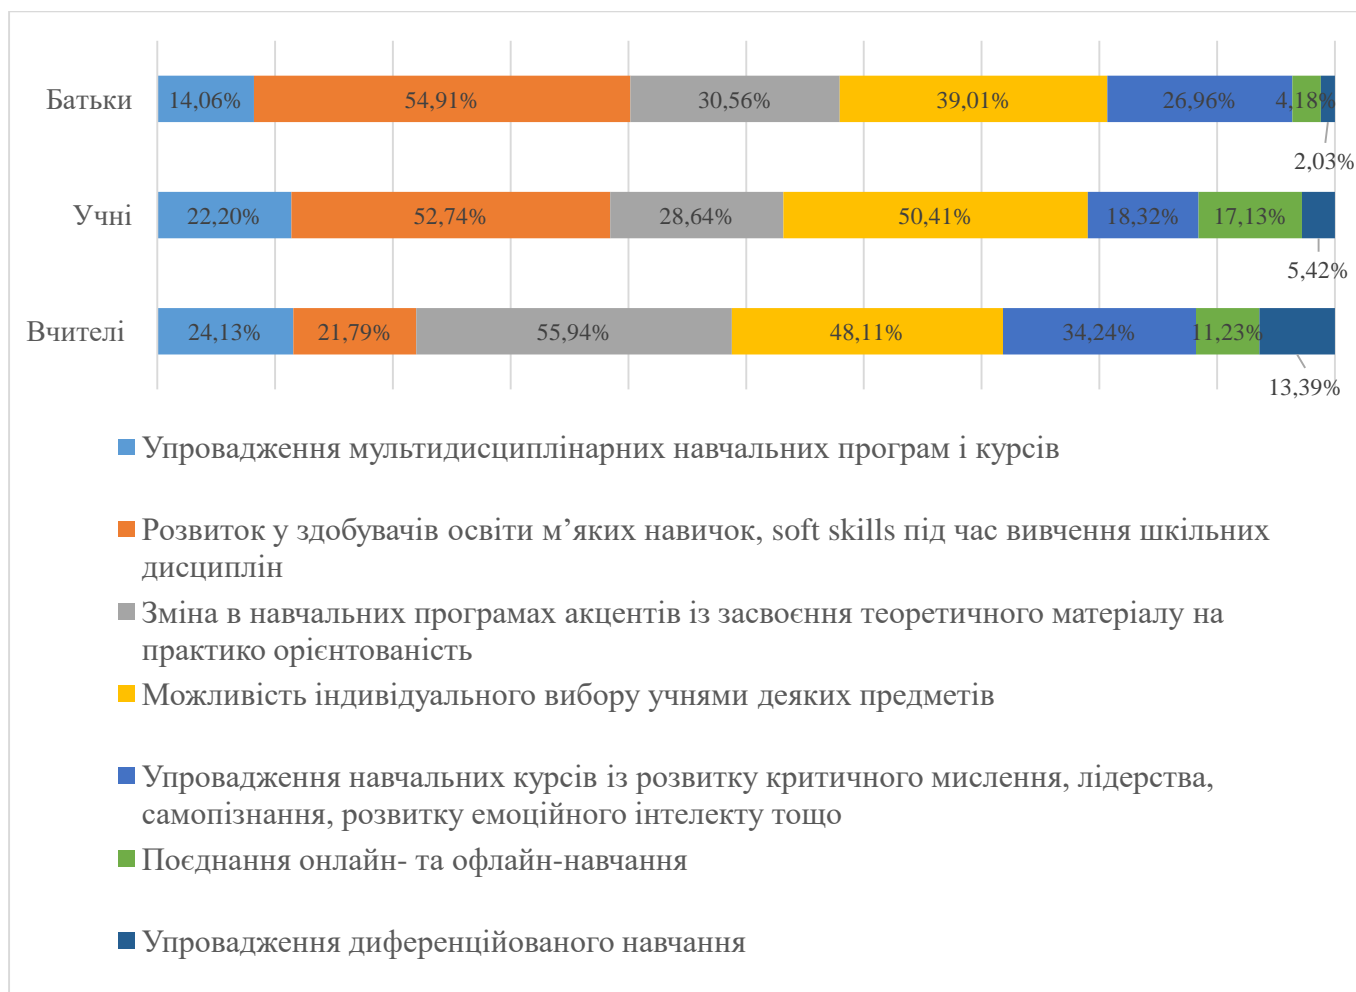 Батьки
14,06%
54,91%
30,56%
39,01%
26,96%
4,18%
2,03%
Учні
22,20%
52,74%
28,64%
50,41%
18,32%
17,13%
5,42%
Вчителі
24,13%
21,79%
55,94%
48,11%
34,24%
11,23%
13,39%
Упровадження мультидисциплінарних навчальних програм і курсів
Розвиток у здобувачів освіти м’яких навичок, soft skills під час вивчення шкільних
дисциплін
Зміна в навчальних програмах акцентів із засвоєння теоретичного матеріалу на
практико орієнтованість
Можливість індивідуального вибору учнями деяких предметів
Упровадження навчальних курсів із розвитку критичного мислення, лідерства,
самопізнання, розвитку емоційного інтелекту тощо
Поєднання онлайн- та офлайн-навчання
Упровадження диференційованого навчання